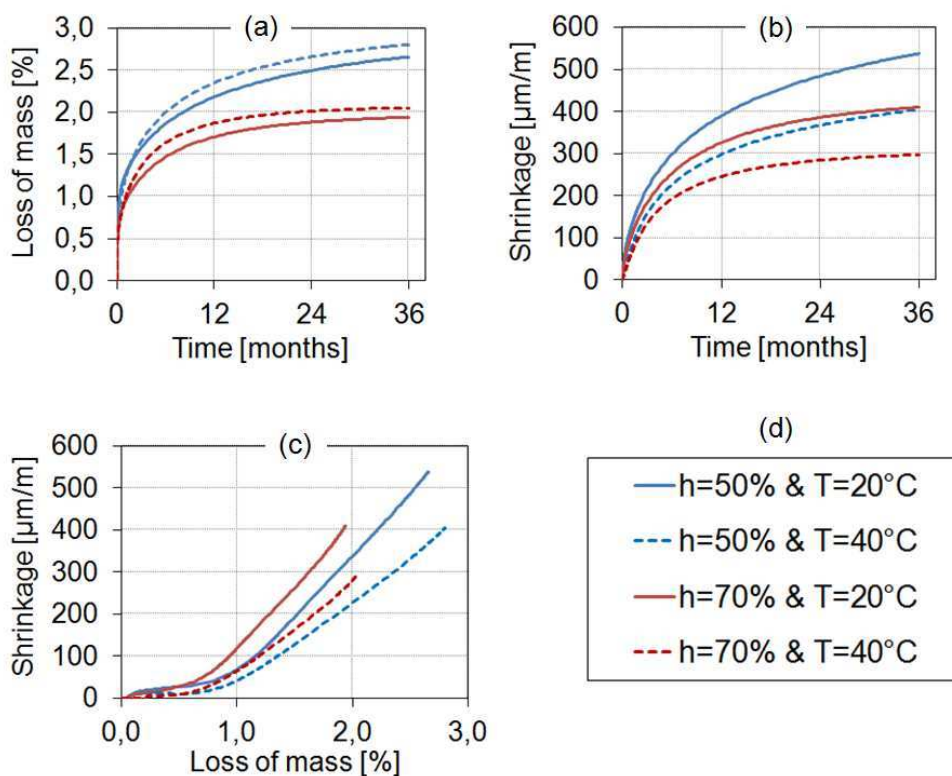 (a)
Loss of mass [%]
3,0
2,5
2,0
1,5
1,0
0,5
0,0
0 12 24 36
Time [months]
(b)
Shrinkage [µm/m]
600
500
400
300
200
100
0
0 12 24 36
Time [months]
(c)
Shrinkage [µm/m]
600
500
400
300
200
100
0
0,0 1,0 2,0 3,0
Loss of mass [%]
(d)
h=50% & T=20°C
h=50% & T=40°C
h=70% & T=20°C
h=70% & T=40°C